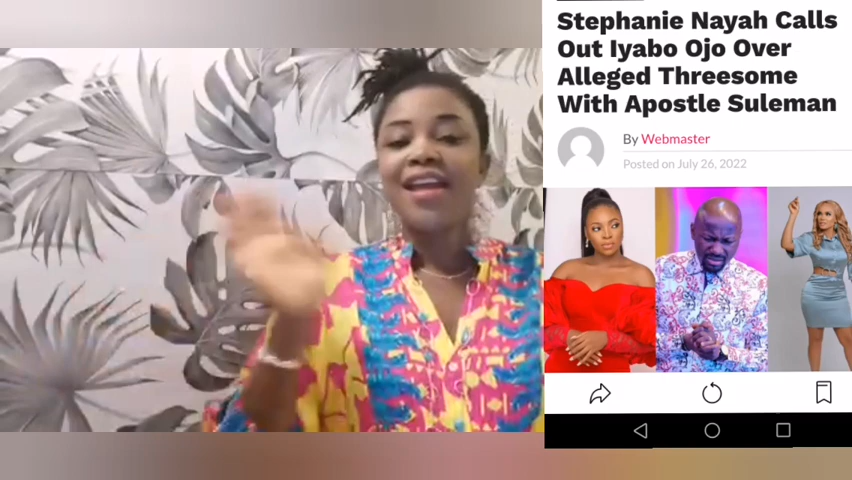 Stephanie Nayah Calls
Out Iyabo Ojo Over
Alleged Threesome
With Apostle Suleman
By Webmaster
Posted on July 26, 2022